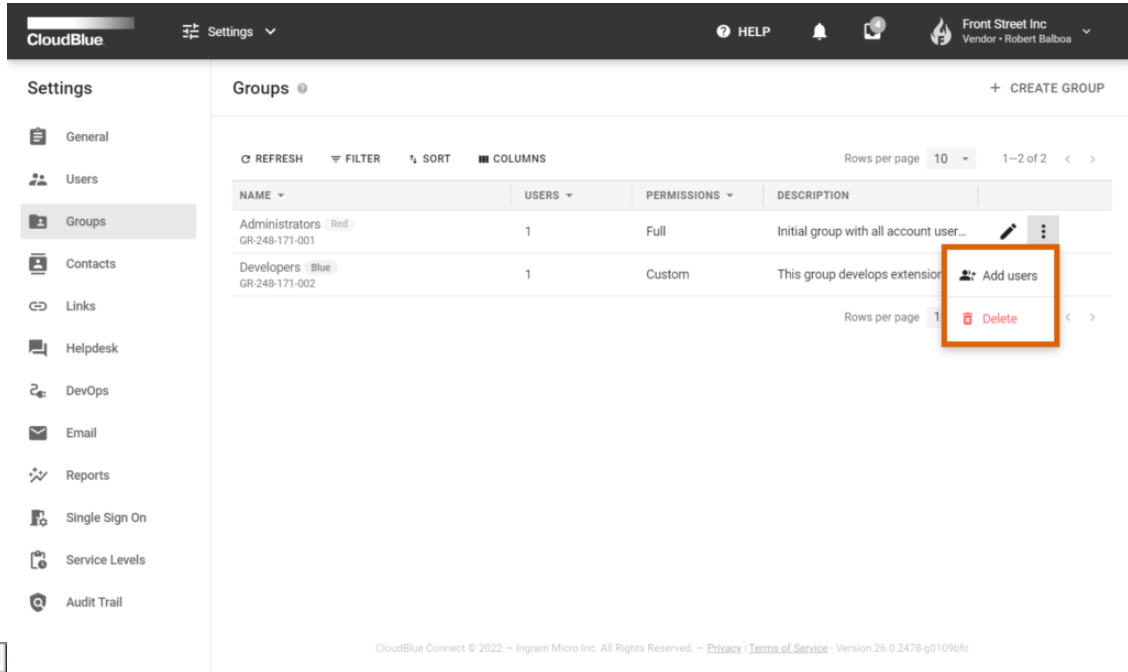 CloudBlue
Settings
HELP
4
Front Street Inc
Vendor • Robert Balboa
Settings
General
Users
Groups
Contacts
Links
Helpdesk
DevOps
Email
Reports
Single Sign On
Service Levels
Audit Trail
Groups
+ CREATE GROUP
REFRESH FILTER SORT COLUMNS
Rows per page 10 1—2 of 2
NAME USERS PERMISSIONS DESCRIPTION
Administrators Red 1 Full Initial group with all account user...
GR-248-171-001
Developers Blue 1 Custom This group develops extension
GR-248-171-002
Add users
Delete
Rows per page 1
CloudBlue Connect © 2022 — Ingram Micro Inc. All Rights Reserved. — Privacy | Terms of Service - Version 26.0.2478-g0109bfc